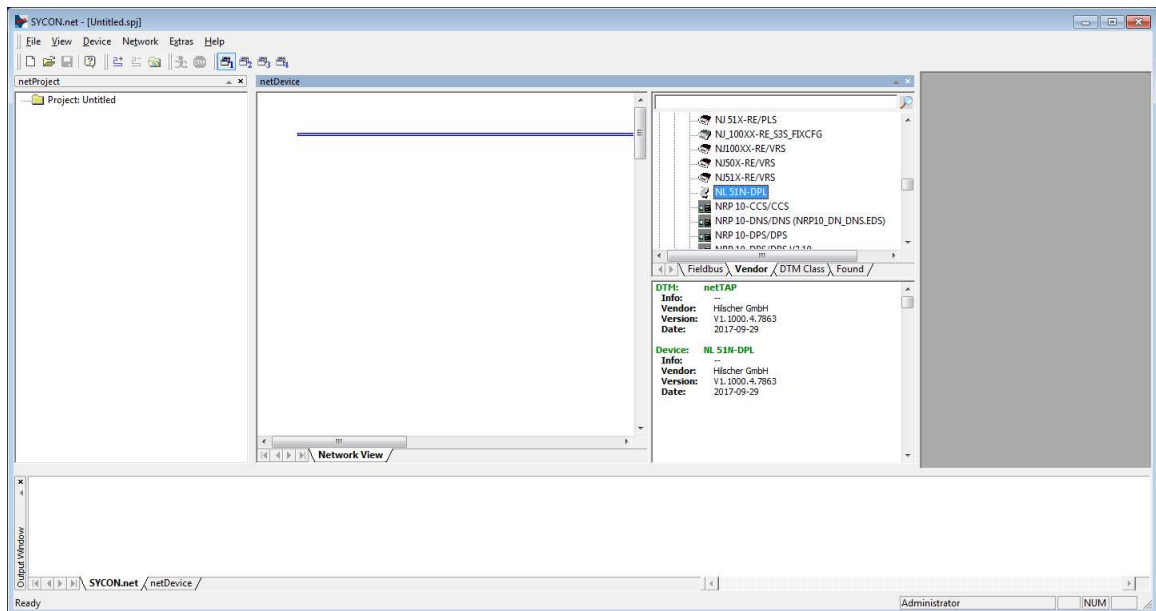 SYCON.net - [Untitled.spj]
File View Device Network Extras Help
netProject
netDevice
Project: Untitled
NJ 51X-RE/PLS
NJ_100XX-RE_S3S_FIXCFG
NJ100XX-RE/VRS
NJ50X-RE/VRS
NJ51X-RE/VRS
NL 51N-DPL
NRP 10-CCS/CCS
NRP 10-DNS/DNS (NRP10_DN_DNS.EDS)
NRP 10-DPS/DPS
Fieldbus Vendor DTM Class Found
DTM: netTAP
Info: --
Vendor: Hilscher GmbH
Version: V1.1000.4.7863
Date: 2017-09-29
Device: NL 51N-DPL
Info: --
Vendor: Hilscher GmbH
Version: V1.1000.4.7863
Date: 2017-09-29
Network View
Output Window
SYCON.net netDevice
Ready
Administrator
NUM